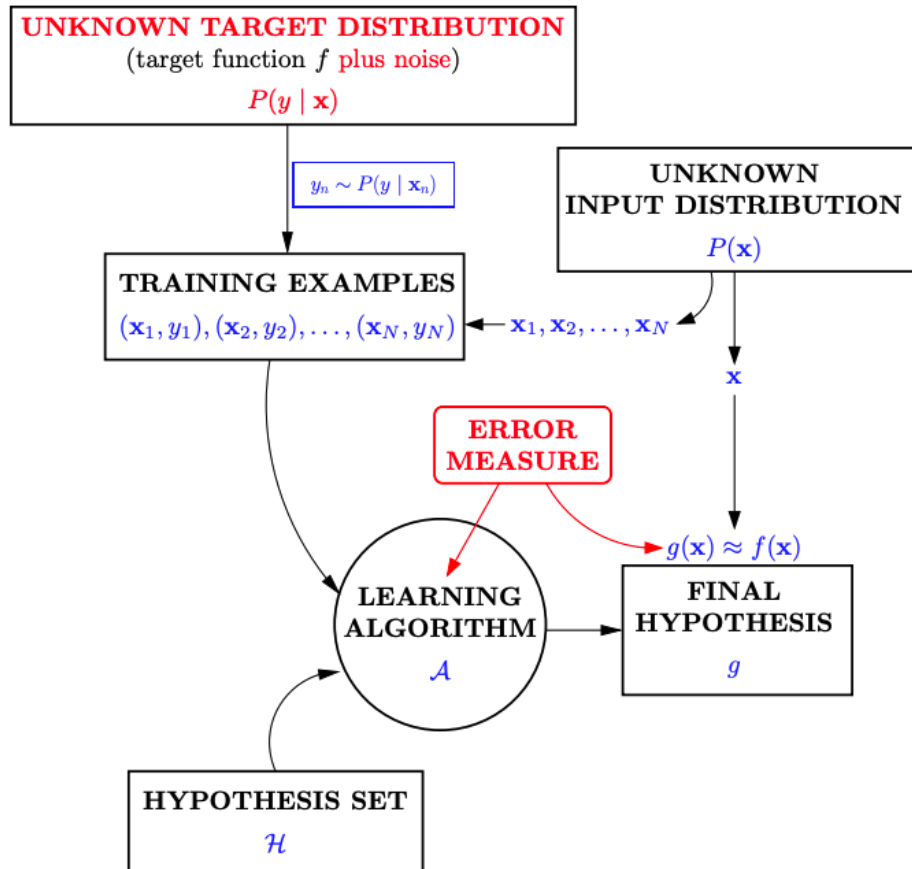 UNKNOWN TARGET DISTRIBUTION
(target function f plus noise)
P(y | x)
y_n ∼ P(y | x_n)
UNKNOWN
INPUT DISTRIBUTION
P(x)
TRAINING EXAMPLES
(x_1, y_1), (x_2, y_2), . . . , (x_N, y_N)
x_1, x_2, . . . , x_N
x
ERROR
MEASURE
g(x) ≈ f(x)
LEARNING
ALGORITHM
𝒜
FINAL
HYPOTHESIS
g
HYPOTHESIS SET
ℋ